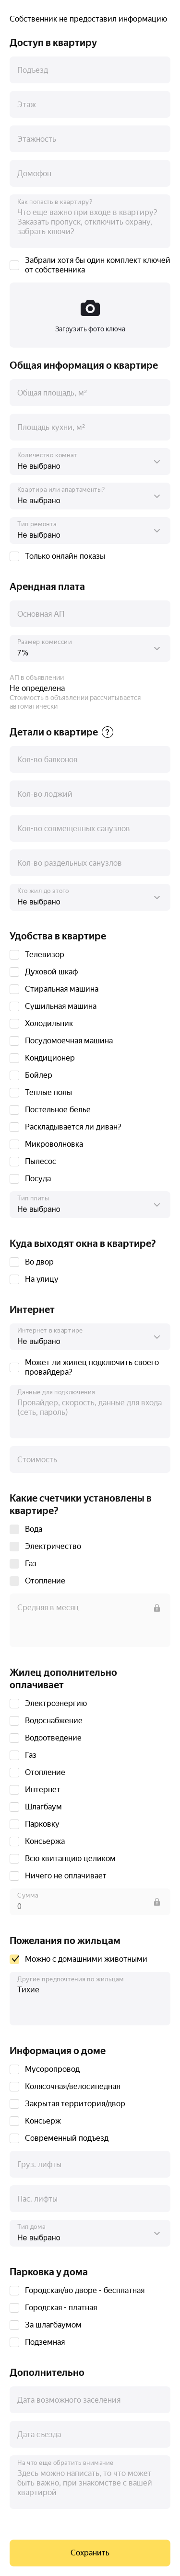 Собственник не предоставил информацию
Доступ в квартиру
Подъезд
Этаж
Этажность
Домофон
Как попасть в квартиру?
Что еще важно при входе в квартиру?
Заказать пропуск, отключить охрану,
забрать ключи?
Забрали хотя бы один комплект ключей
от собственника
Загрузить фото ключа
Общая информация о квартире
Общая площадь, м²
Площадь кухни, м²
Количество комнат
Не выбрано
Квартира или апартаменты?
Не выбрано
Тип ремонта
Не выбрано
Только онлайн показы
Арендная плата
Основная АП
Размер комиссии
7%
АП в объявлении
Не определена
Стоимость в объявлении рассчитывается
автоматически
Детали о квартире ?
Кол-во балконов
Кол-во лоджий
Кол-во совмещенных санузлов
Кол-во раздельных санузлов
Кто жил до этого
Не выбрано
Удобства в квартире
Телевизор
Духовой шкаф
Стиральная машина
Сушильная машина
Холодильник
Посудомоечная машина
Кондиционер
Бойлер
Теплые полы
Постельное белье
Раскладывается ли диван?
Микроволновка
Пылесос
Посуда
Тип плиты
Не выбрано
Куда выходят окна в квартире?
Во двор
На улицу
Интернет
Интернет в квартире
Не выбрано
Может ли жилец подключить своего
провайдера?
Данные для подключения
Провайдер, скорость, данные для входа
(сеть, пароль)
Стоимость
Какие счетчики установлены в
квартире?
Вода
Электричество
Газ
Отопление
Средняя в месяц
Жилец дополнительно
оплачивает
Электроэнергию
Водоснабжение
Водоотведение
Газ
Отопление
Интернет
Шлагбаум
Парковку
Консьержа
Всю квитанцию целиком
Ничего не оплачивает
Сумма
0
Пожелания по жильцам
Можно с домашними животными
Другие предпочтения по жильцам
Тихие
Информация о доме
Мусоропровод
Колясочная/велосипедная
Закрытая территория/двор
Консьерж
Современный подъезд
Груз. лифты
Пас. лифты
Тип дома
Не выбрано
Парковка у дома
Городская/во дворе - бесплатная
Городская - платная
За шлагбаумом
Подземная
Дополнительно
Дата возможного заселения
Дата съезда
На что еще обратить внимание
Здесь можно написать, то что может
быть важно, при знакомстве с вашей
квартирой
Сохранить